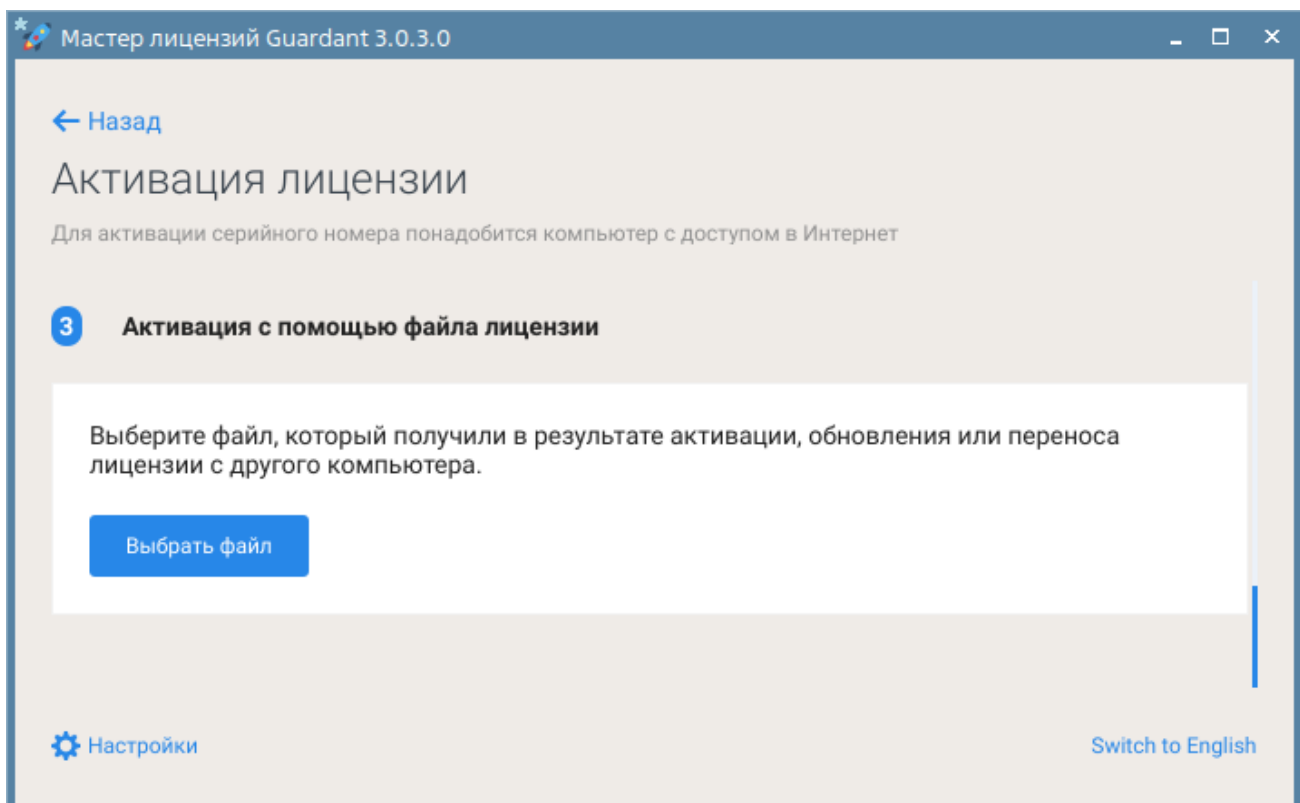 Мастер лицензий Guardant 3.0.3.0
Назад
Активация лицензии
Для активации серийного номера понадобится компьютер с доступом в Интернет
3 Активация с помощью файла лицензии
Выберите файл, который получили в результате активации, обновления или переноса
лицензии с другого компьютера.
Выбрать файл
Настройки
Switch to English